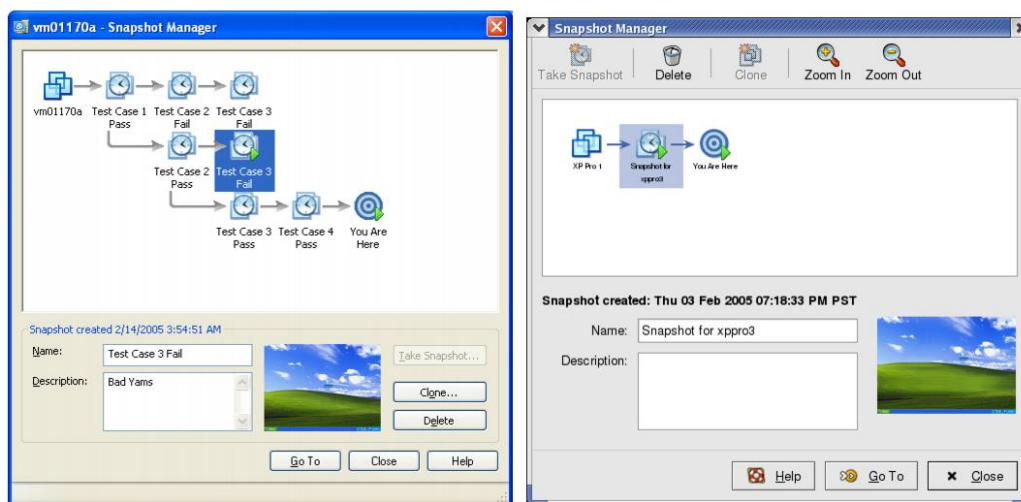 vm01170a - Snapshot Manager
vm01170a
Test Case 1
Pass
Test Case 2
Fail
Test Case 3
Fail
Test Case 2
Pass
Test Case 3
Fail
Test Case 3
Pass
Test Case 4
Pass
You Are
Here
Snapshot created 2/14/2005 3:54:51 AM
Name:
Test Case 3 Fail
Description:
Bad Yams
Take Snapshot...
Clone...
Delete
Go To
Close
Help
Snapshot Manager
Take Snapshot
Delete
Clone
Zoom In
Zoom Out
XP Pro 1
Snapshot for
xppro3
You Are Here
Snapshot created: Thu 03 Feb 2005 07:18:33 PM PST
Name:
Snapshot for xppro3
Description:
Help
Go To
Close